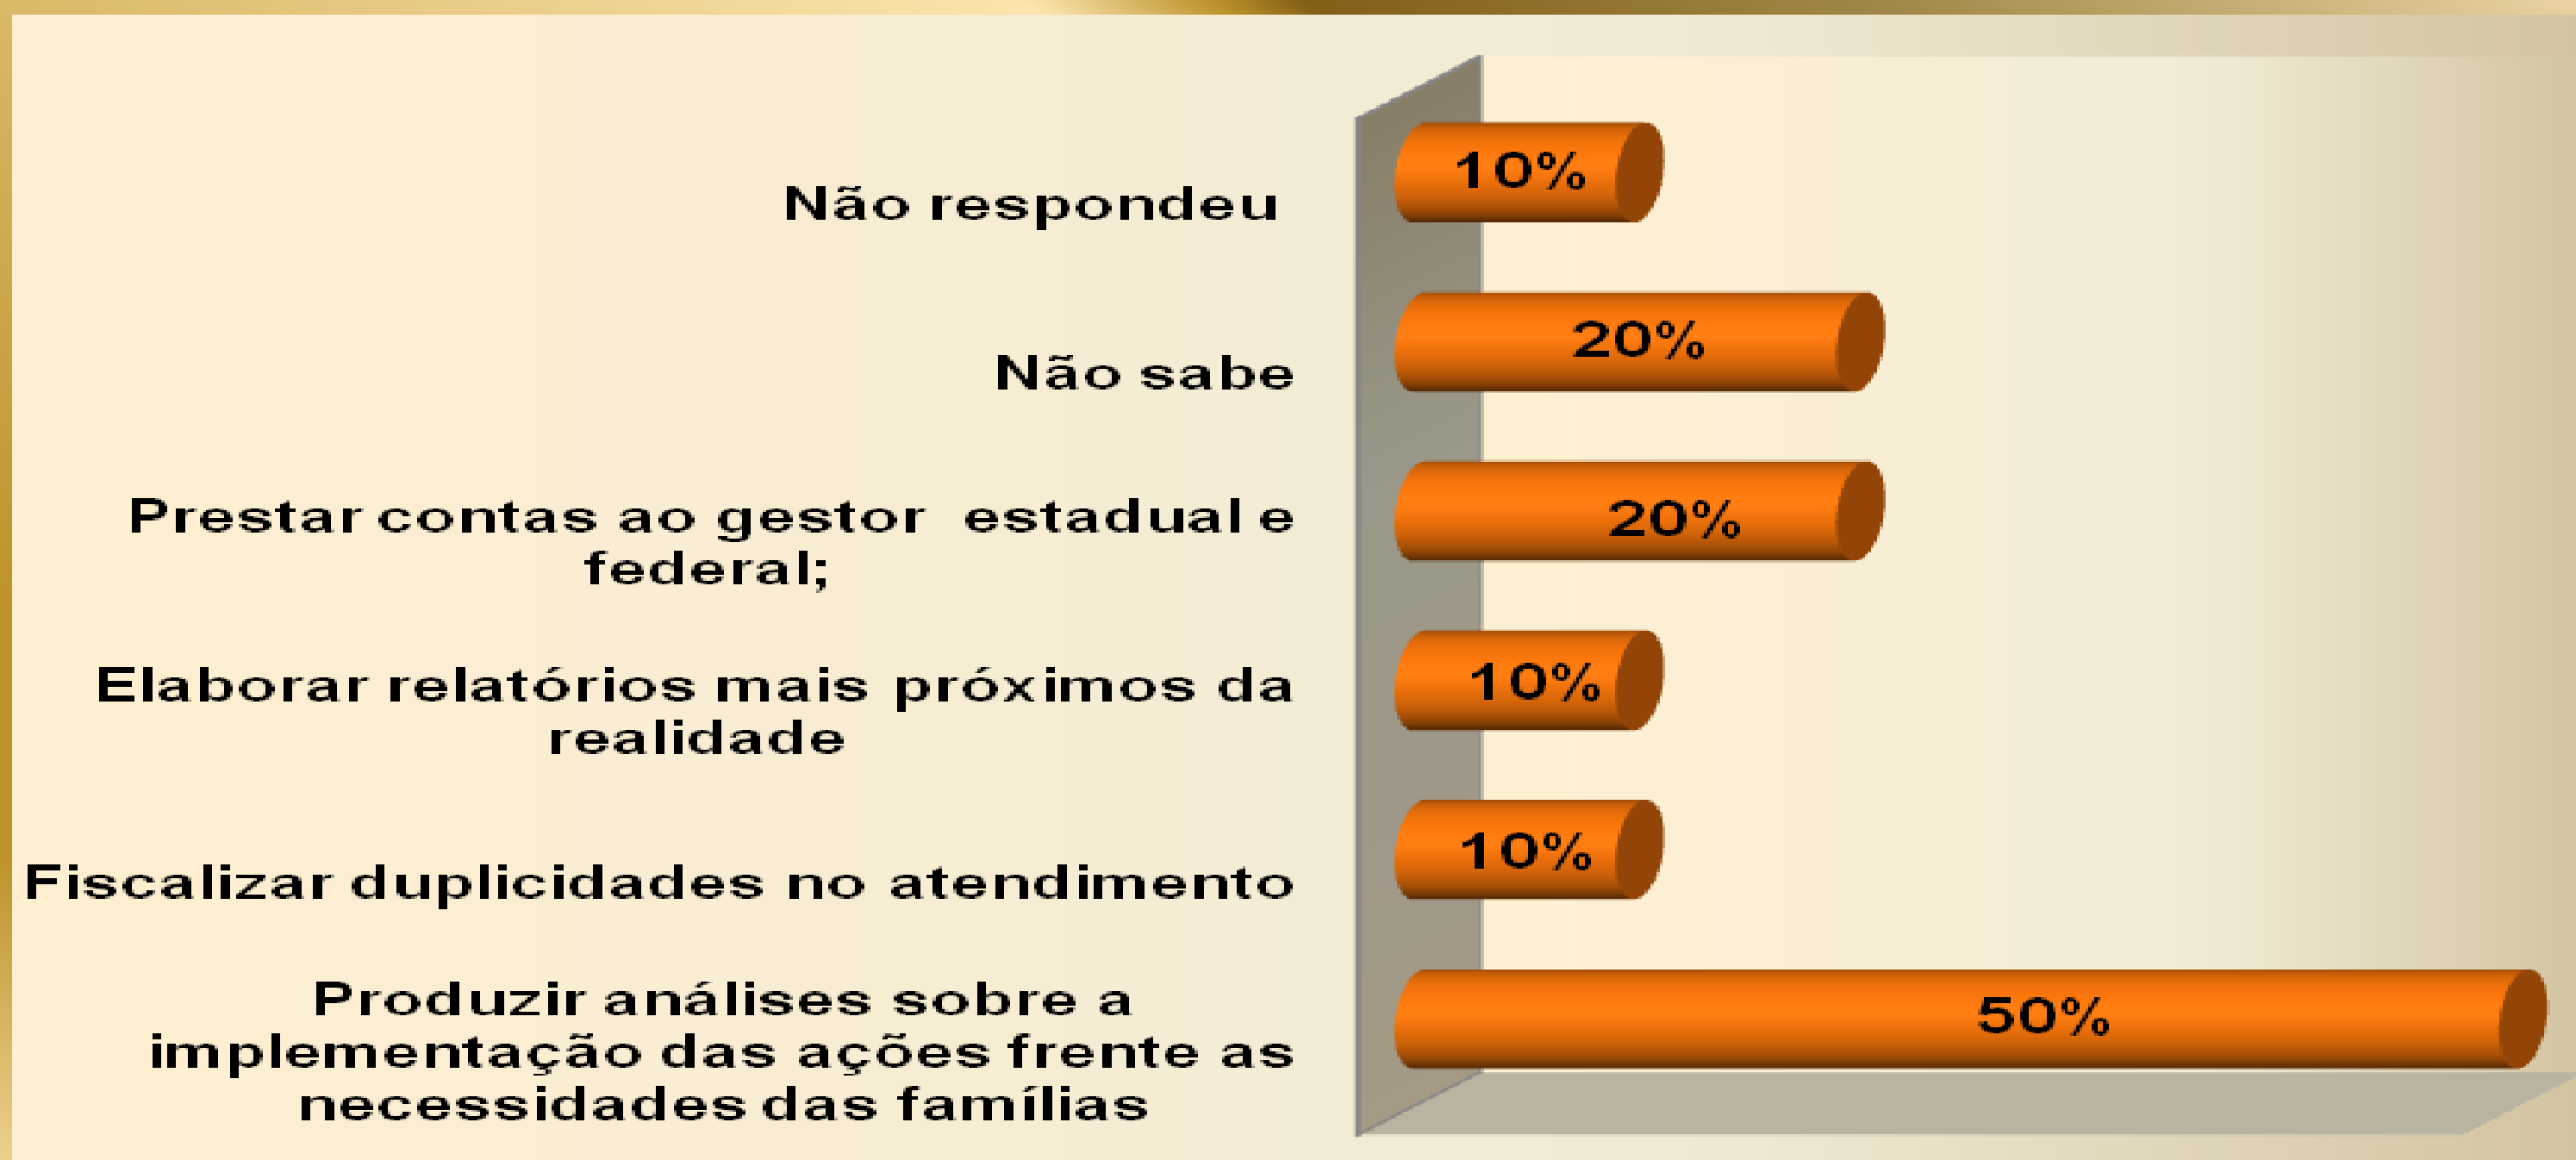 Não respondeu
10%
Não sabe
20%
Prestar contas ao gestor estadual e
federal;
20%
Elaborar relatórios mais próximos da
realidade
10%
Fiscalizar duplicidades no atendimento
10%
Produzir análises sobre a
implementação das ações frente as
necessidades das famílias
50%